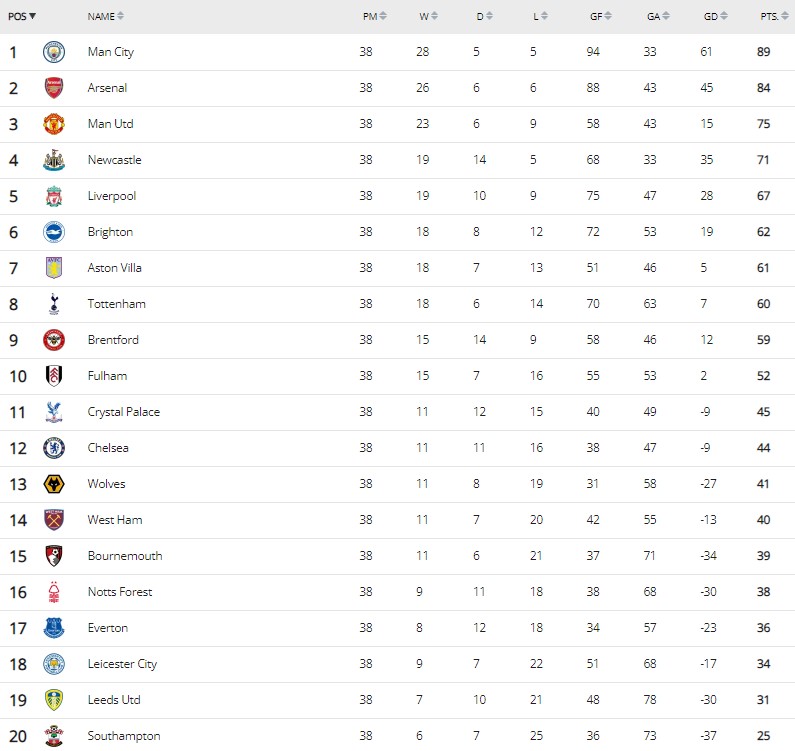 POS NAME PM W D L GF GA GD PTS.
1 Man City 38 28 5 5 94 33 61 89
2 Arsenal 38 26 6 6 88 43 45 84
3 Man Utd 38 23 6 9 58 43 15 75
4 Newcastle 38 19 14 5 68 33 35 71
5 Liverpool 38 19 10 9 75 47 28 67
6 Brighton 38 18 8 12 72 53 19 62
7 Aston Villa 38 18 7 13 51 46 5 61
8 Tottenham 38 18 6 14 70 63 7 60
9 Brentford 38 15 14 9 58 46 12 59
10 Fulham 38 15 7 16 55 53 2 52
11 Crystal Palace 38 11 12 15 40 49 -9 45
12 Chelsea 38 11 11 16 38 47 -9 44
13 Wolves 38 11 8 19 31 58 -27 41
14 West Ham 38 11 7 20 42 55 -13 40
15 Bournemouth 38 11 6 21 37 71 -34 39
16 Notts Forest 38 9 11 18 38 68 -30 38
17 Everton 38 8 12 18 34 57 -23 36
18 Leicester City 38 9 7 22 51 68 -17 34
19 Leeds Utd 38 7 10 21 48 78 -30 31
20 Southampton 38 6 7 25 36 73 -37 25